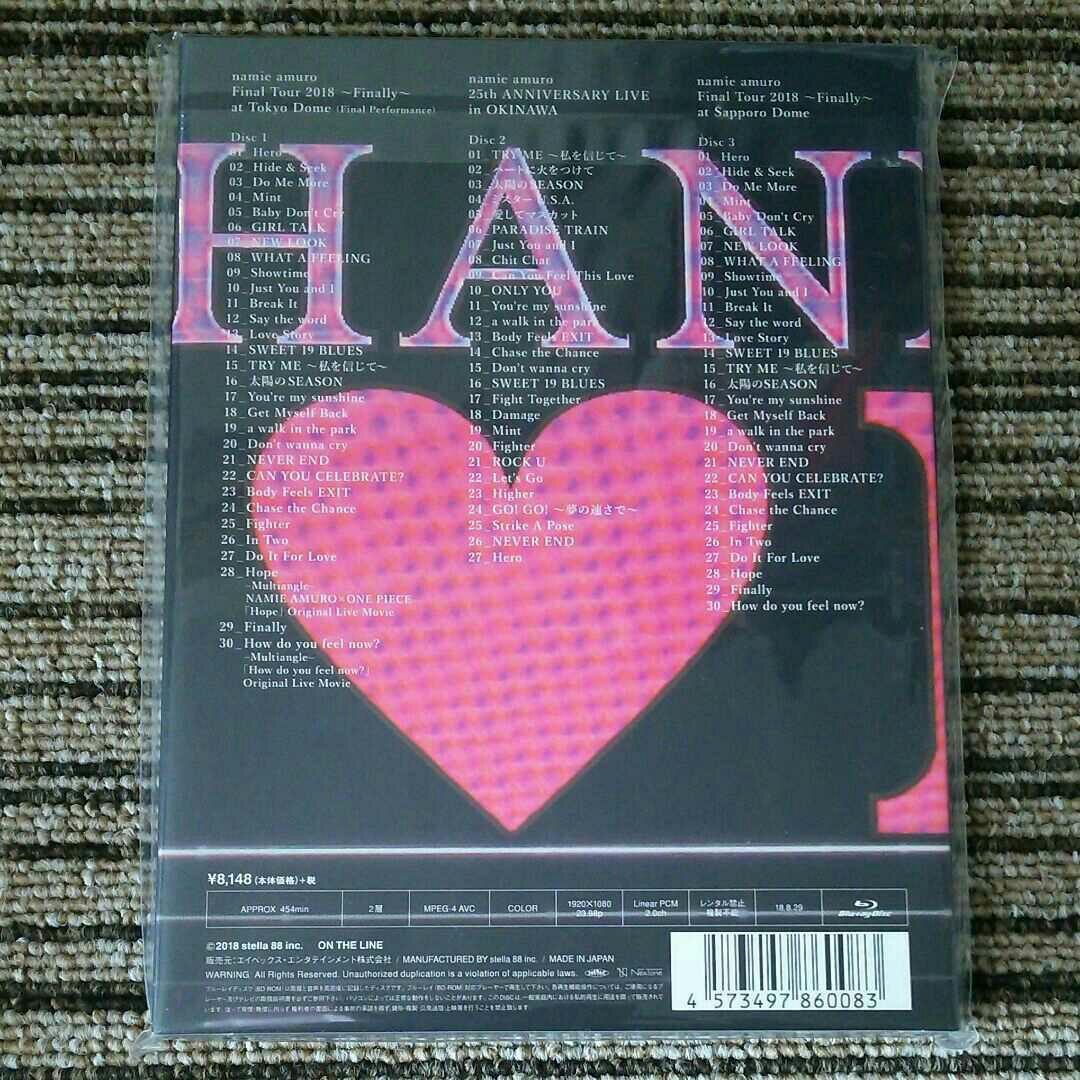 namie amuro
Final Tour 2018 ~Finally~
at Tokyo Dome (Final Performance)
Disc 1
01_Hero
02_Hide & Seek
03_Do Me More
04_Mint
05_Baby Don't Cry
06_GIRL TALK
07_NEW LOOK
08_WHAT A FEELING
09_Showtime
10_Just You and I
11_Break It
12_Say the word
13_Love Story
14_SWEET 19 BLUES
15_TRY ME ~私を信じて~
16_太陽のSEASON
17_You're my sunshine
18_Get Myself Back
19_a walk in the park
20_Don't wanna cry
21_NEVER END
22_CAN YOU CELEBRATE?
23_Body Feels EXIT
24_Chase the Chance
25_Fighter
26_In Two
27_Do It For Love
28_Hope
~Multiangle~
NAMIE AMURO×ONE PIECE
「Hope」Original Live Movie
29_Finally
30_How do you feel now?
~Multiangle~
「How do you feel now?」
Original Live Movie
namie amuro
25th ANNIVERSARY LIVE
in OKINAWA
Disc 2
01_TRY ME ~私を信じて~
02_ハートに火をつけて
03_太陽のSEASON
04_ミスターU.S.A.
05_愛してマスカット
06_PARADISE TRAIN
07_Just You and I
08_Chit Chat
09_Can You Feel This Love
10_ONLY YOU
11_You're my sunshine
12_a walk in the park
13_Body Feels EXIT
14_Chase the Chance
15_Don't wanna cry
16_SWEET 19 BLUES
17_Fight Together
18_Damage
19_Mint
20_Fighter
21_ROCK U
22_Let's Go
23_Higher
24_GO! GO! ~夢の速さで~
25_Strike A Pose
26_NEVER END
27_Hero
namie amuro
Final Tour 2018 ~Finally~
at Sapporo Dome
Disc 3
01_Hero
02_Hide & Seek
03_Do Me More
04_Mint
05_Baby Don't Cry
06_GIRL TALK
07_NEW LOOK
08_WHAT A FEELING
09_Showtime
10_Just You and I
11_Break It
12_Say the word
13_Love Story
14_SWEET 19 BLUES
15_TRY ME ~私を信じて~
16_太陽のSEASON
17_You're my sunshine
18_Get Myself Back
19_a walk in the park
20_Don't wanna cry
21_NEVER END
22_CAN YOU CELEBRATE?
23_Body Feels EXIT
24_Chase the Chance
25_Fighter
26_In Two
27_Do It For Love
28_Hope
29_Finally
30_How do you feel now?
HAN
¥8,148(本体価格)+税
APPROX 454min 2層 MPEG-4 AVC COLOR 1920×1080 23.98p Linear PCM 2.0ch レンタル禁止 複製不能 18.8.29 Blu-ray Disc
©2018 stella 88 inc. ON THE LINE
販売元:エイベックス・エンタテインメント株式会社 / MANUFACTURED BY stella 88 inc. / MADE IN JAPAN
WARNING: All Rights Reserved. Unauthorized duplication is a violation of applicable laws. NexTone
4 573497 860083